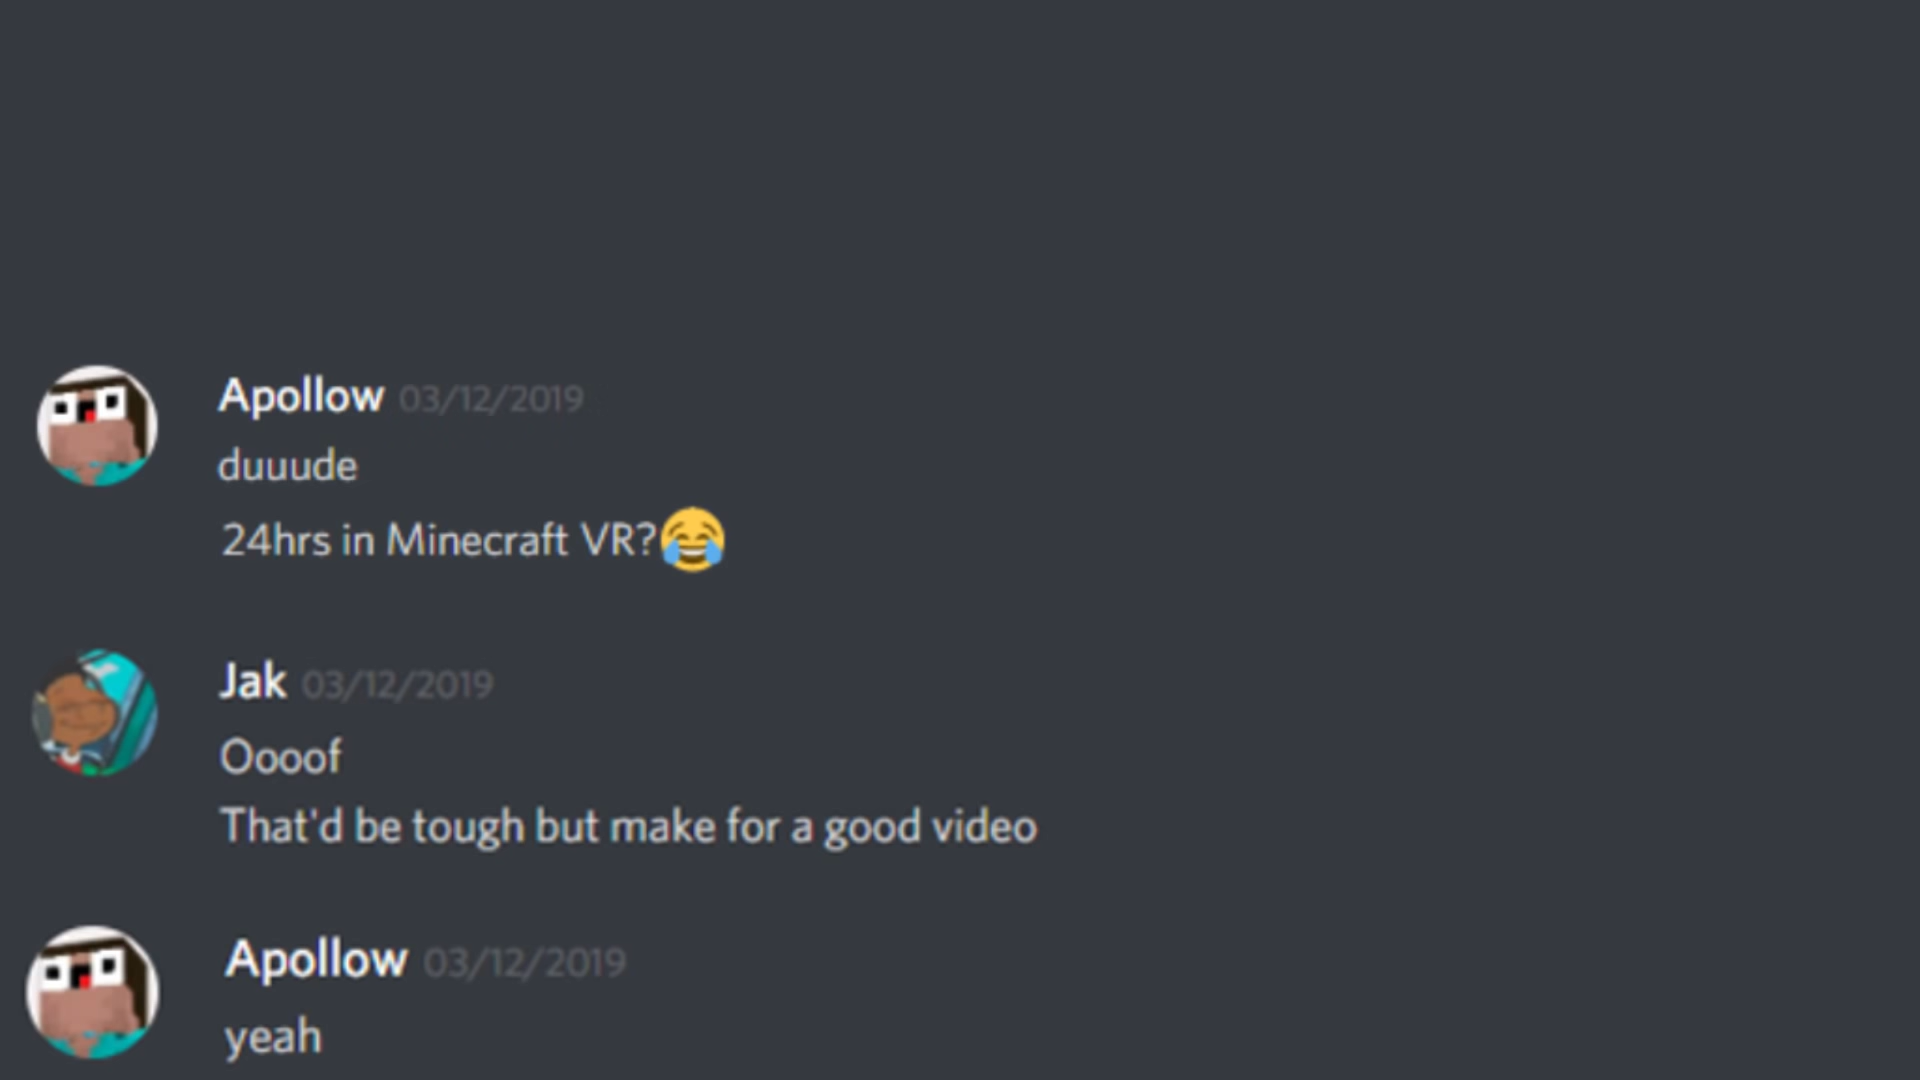 Apollow 03/12/2019
duuude
24hrs in Minecraft VR?😂
Jak 03/12/2019
Oooof
That'd be tough but make for a good video
Apollow 03/12/2019
yeah